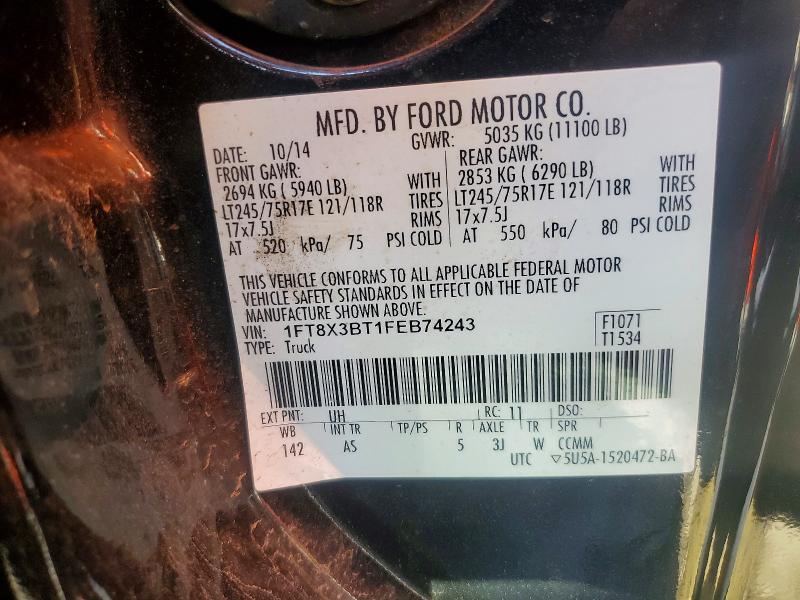 MFD. BY FORD MOTOR CO.
DATE: 10/14 GVWR: 5035 KG (11100 LB)
FRONT GAWR: REAR GAWR:
2694 KG ( 5940 LB) WITH 2853 KG ( 6290 LB) WITH
LT245/75R17E 121/118R TIRES LT245/75R17E 121/118R TIRES
17x7.5J RIMS 17x7.5J RIMS
AT 520 kPa/ 75 PSI COLD AT 550 kPa/ 80 PSI COLD
THIS VEHICLE CONFORMS TO ALL APPLICABLE FEDERAL MOTOR
VEHICLE SAFETY STANDARDS IN EFFECT ON THE DATE OF
MANUFACTURE SHOWN ABOVE.
VIN: 1FT8X3BT1FEB74243 F1071
TYPE: Truck T1534
EXT PNT: UH RC: 11 DSO:
WB INT TR TP/PS R AXLE TR SPR
142 AS 5 3J W CCMM
UTC ▽5U5A-1520472-BA